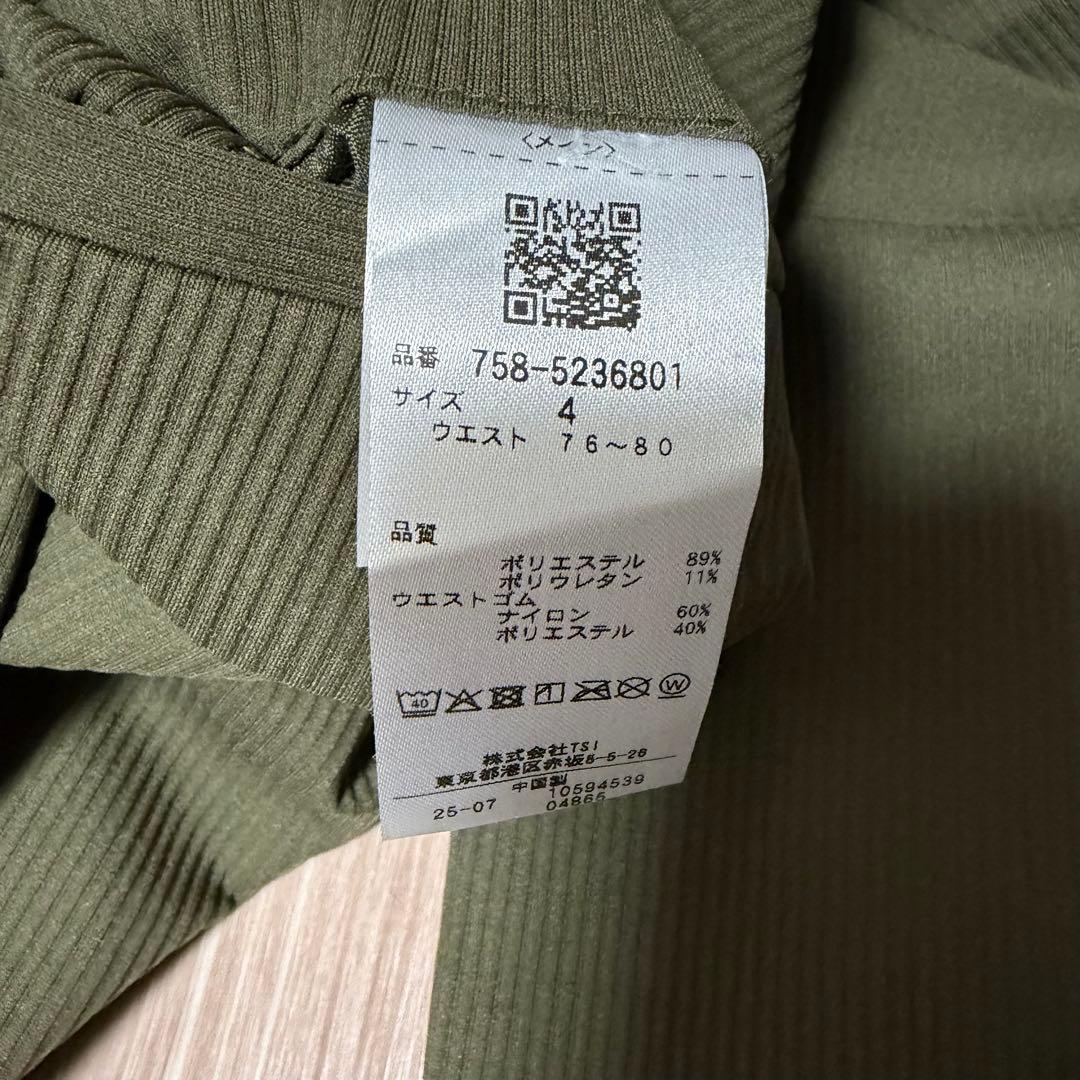 〈メイン〉
品番 758-5236801
サイズ 4
ウエスト 76〜80
品質
ポリエステル 89%
ポリウレタン 11%
ウエストゴム
ナイロン 60%
ポリエステル 40%
40
W
株式会社TSI
東京都港区赤坂8-5-26
中国製
25-07 10594539
04865